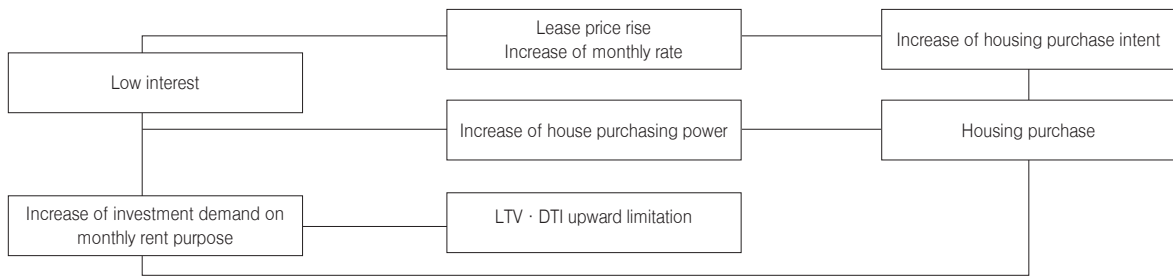 Lease price rise
Increase of monthly rate
Increase of housing purchase intent
Low interest
Increase of house purchasing power
Housing purchase
Increase of investment demand on
monthly rent purpose
LTV · DTI upward limitation